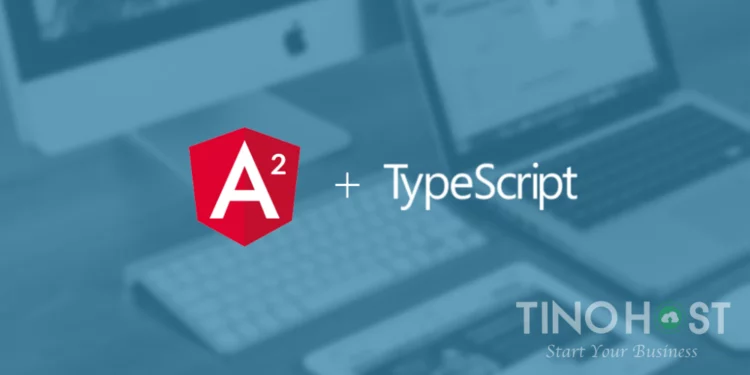 A² + TypeScript
TINOHOST
Start Your Business